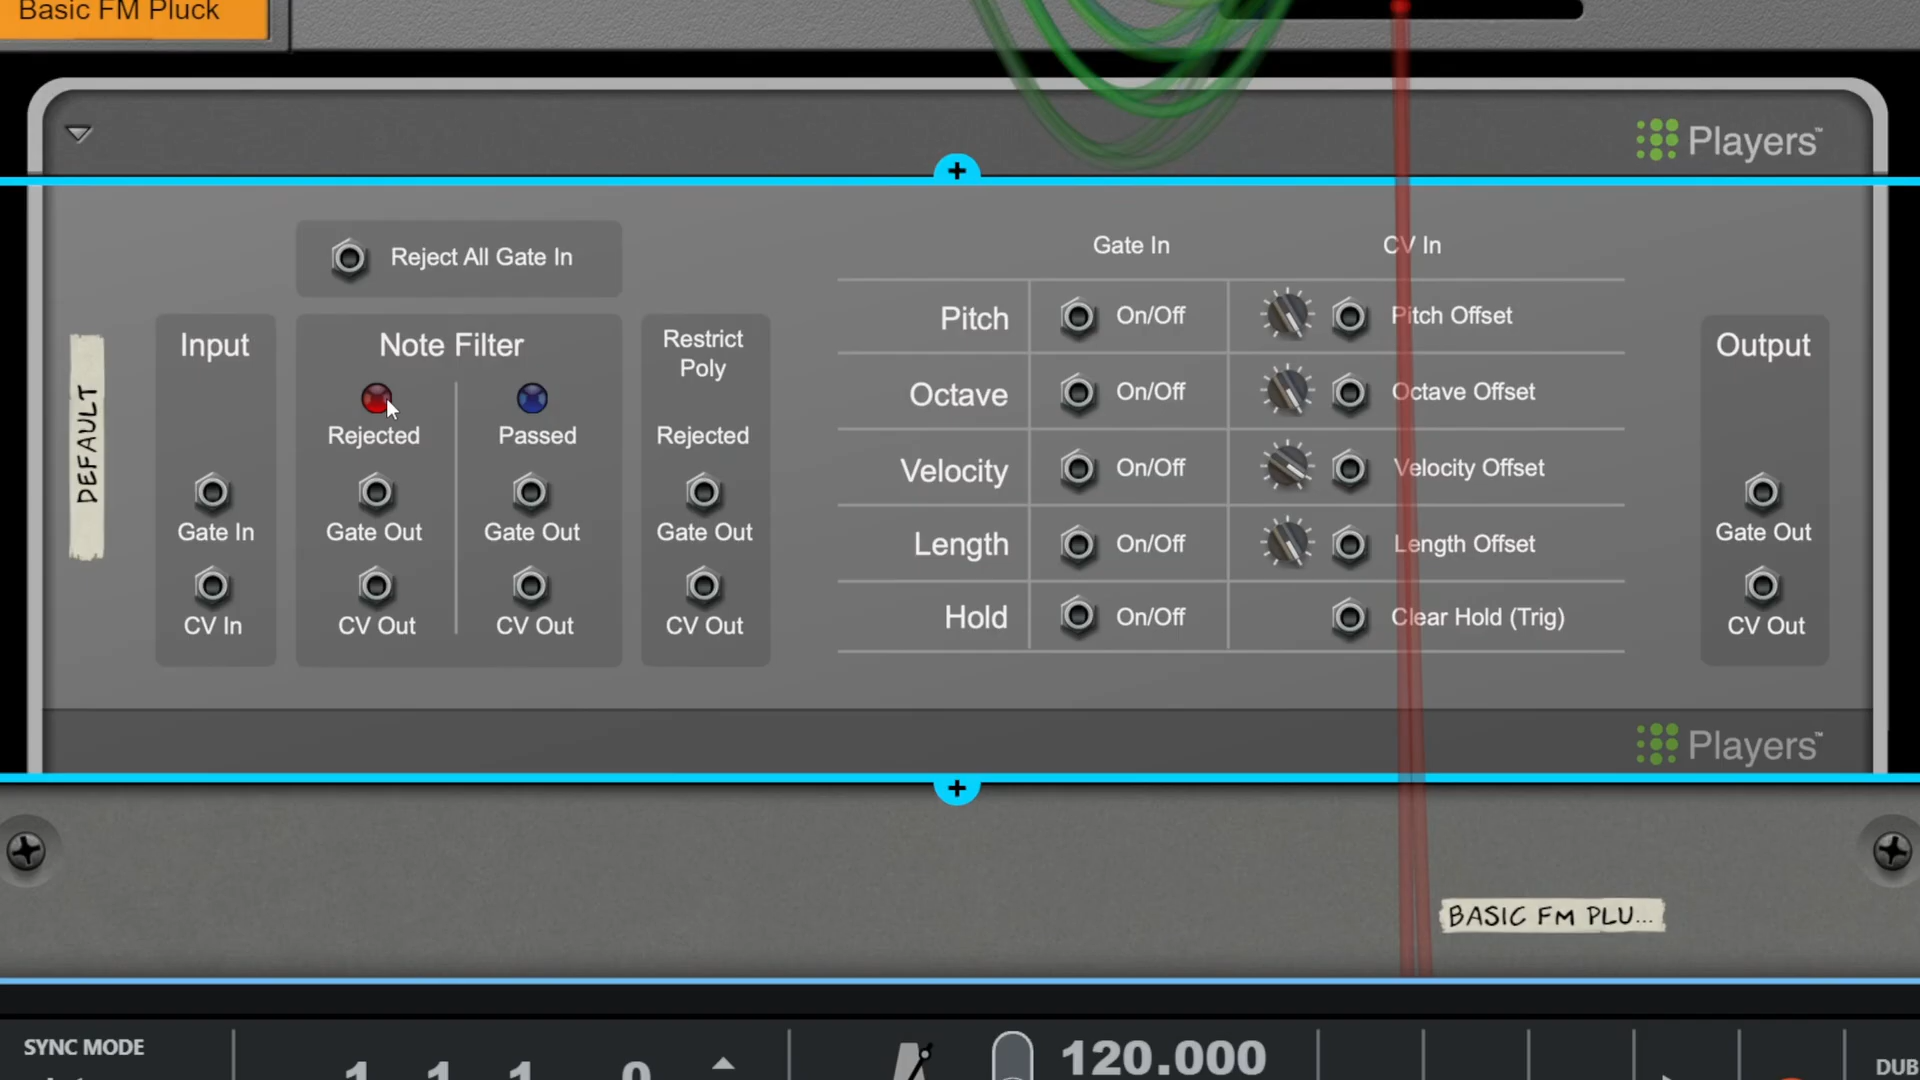 Basic FM Pluck
Players™
Reject All Gate In
Gate In
CV In
Input
Note Filter
Restrict
Poly
Output
Pitch
On/Off
Pitch Offset
Octave
On/Off
Octave Offset
DEFAULT
Rejected
Passed
Rejected
Velocity
On/Off
Velocity Offset
Gate In
Gate Out
Gate Out
Gate Out
Length
On/Off
Length Offset
Gate Out
CV In
CV Out
CV Out
CV Out
Hold
On/Off
Clear Hold (Trig)
CV Out
Players™
BASIC FM PLU...
SYNC MODE
120.000
DUB